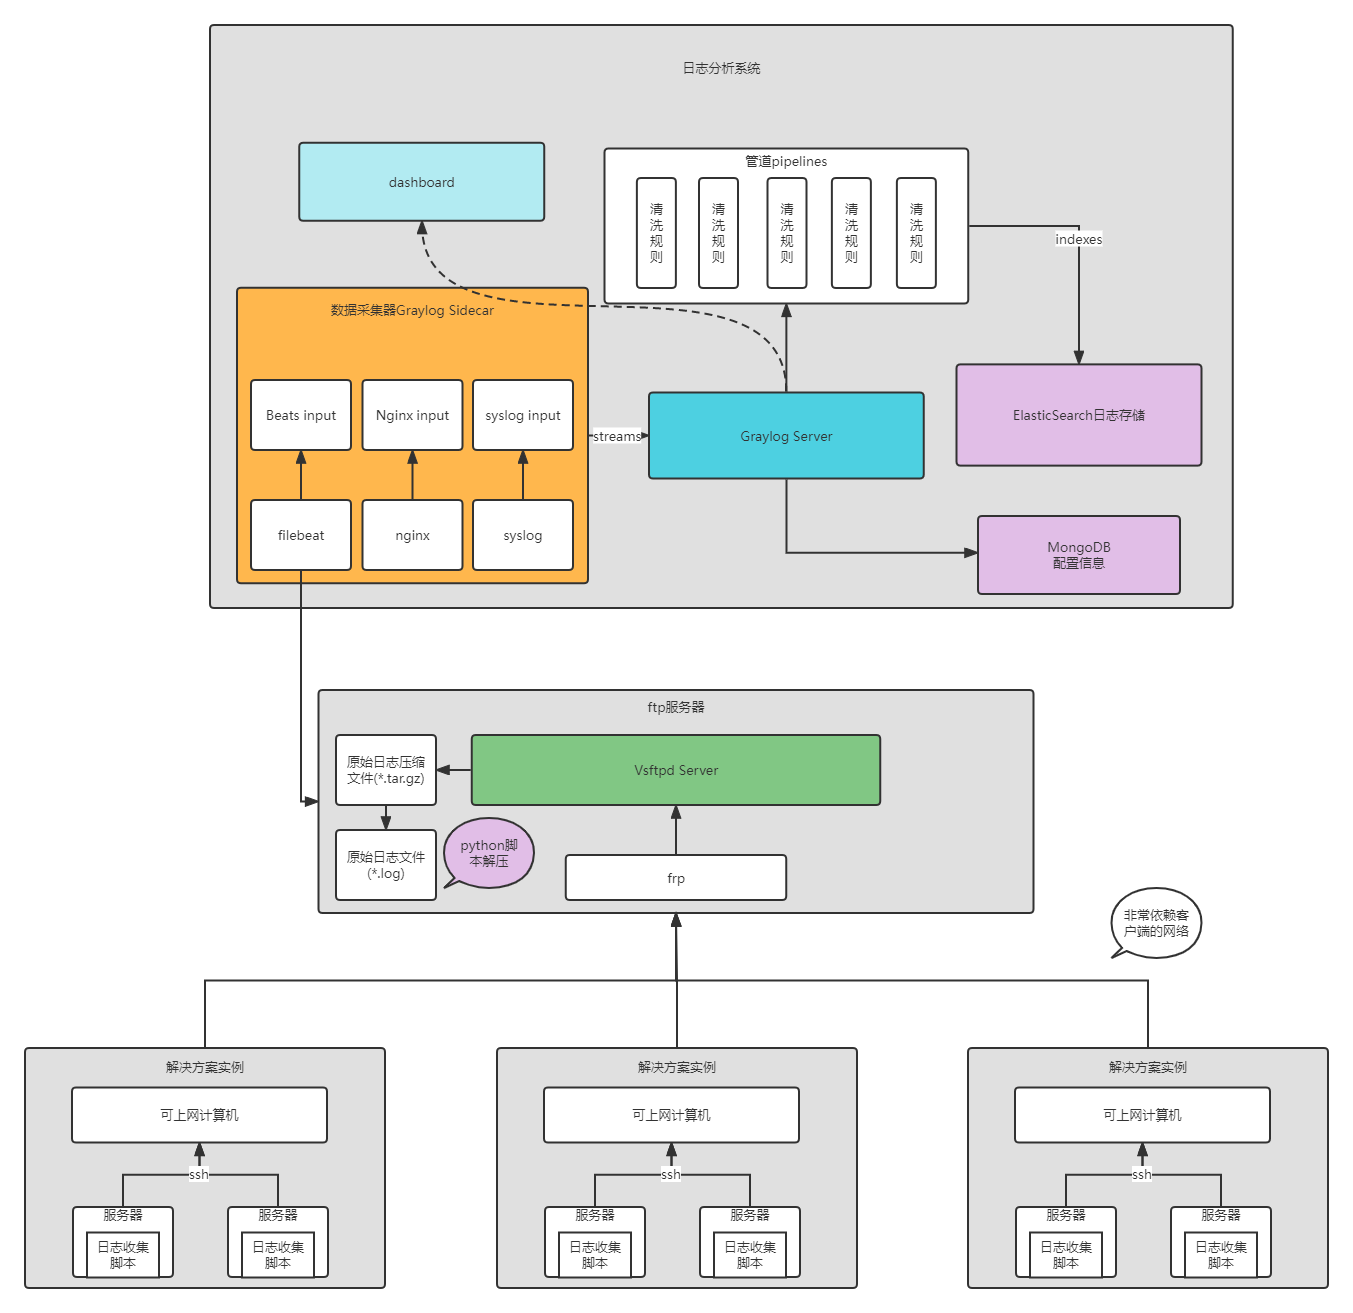 日志分析系统
dashboard
管道pipelines
清
洗
规
则
清
洗
规
则
清
洗
规
则
清
洗
规
则
清
洗
规
则
indexes
数据采集器Graylog Sidecar
Beats input
Nginx input
syslog input
streams
Graylog Server
ElasticSearch日志存储
filebeat
nginx
syslog
MongoDB
配置信息
ftp服务器
原始日志压缩
文件(*.tar.gz)
Vsftpd Server
原始日志文件
(*.log)
python脚
本解压
frp
非常依赖客
户端的网络
解决方案实例
可上网计算机
ssh
服务器
日志收集
脚本
服务器
日志收集
脚本
解决方案实例
可上网计算机
ssh
服务器
日志收集
脚本
服务器
日志收集
脚本
解决方案实例
可上网计算机
ssh
服务器
日志收集
脚本
服务器
日志收集
脚本